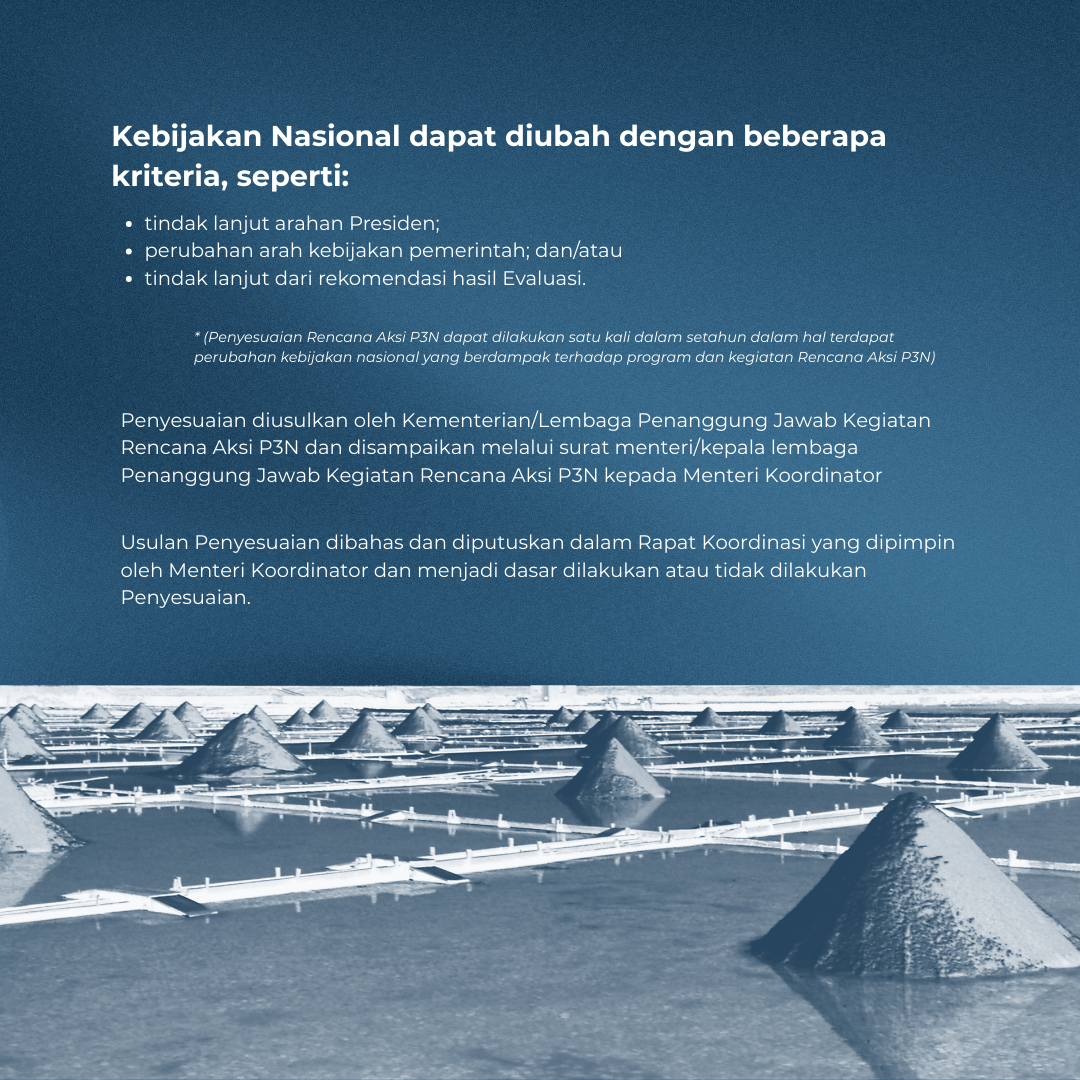 Kebijakan Nasional dapat diubah dengan beberapa
kriteria, seperti:
• tindak lanjut arahan Presiden;
• perubahan arah kebijakan pemerintah; dan/atau
• tindak lanjut dari rekomendasi hasil Evaluasi.
* (Penyesuaian Rencana Aksi P3N dapat dilakukan satu kali dalam setahun dalam hal terdapat
perubahan kebijakan nasional yang berdampak terhadap program dan kegiatan Rencana Aksi P3N)
Penyesuaian diusulkan oleh Kementerian/Lembaga Penanggung Jawab Kegiatan
Rencana Aksi P3N dan disampaikan melalui surat menteri/kepala lembaga
Penanggung Jawab Kegiatan Rencana Aksi P3N kepada Menteri Koordinator
Usulan Penyesuaian dibahas dan diputuskan dalam Rapat Koordinasi yang dipimpin
oleh Menteri Koordinator dan menjadi dasar dilakukan atau tidak dilakukan
Penyesuaian.